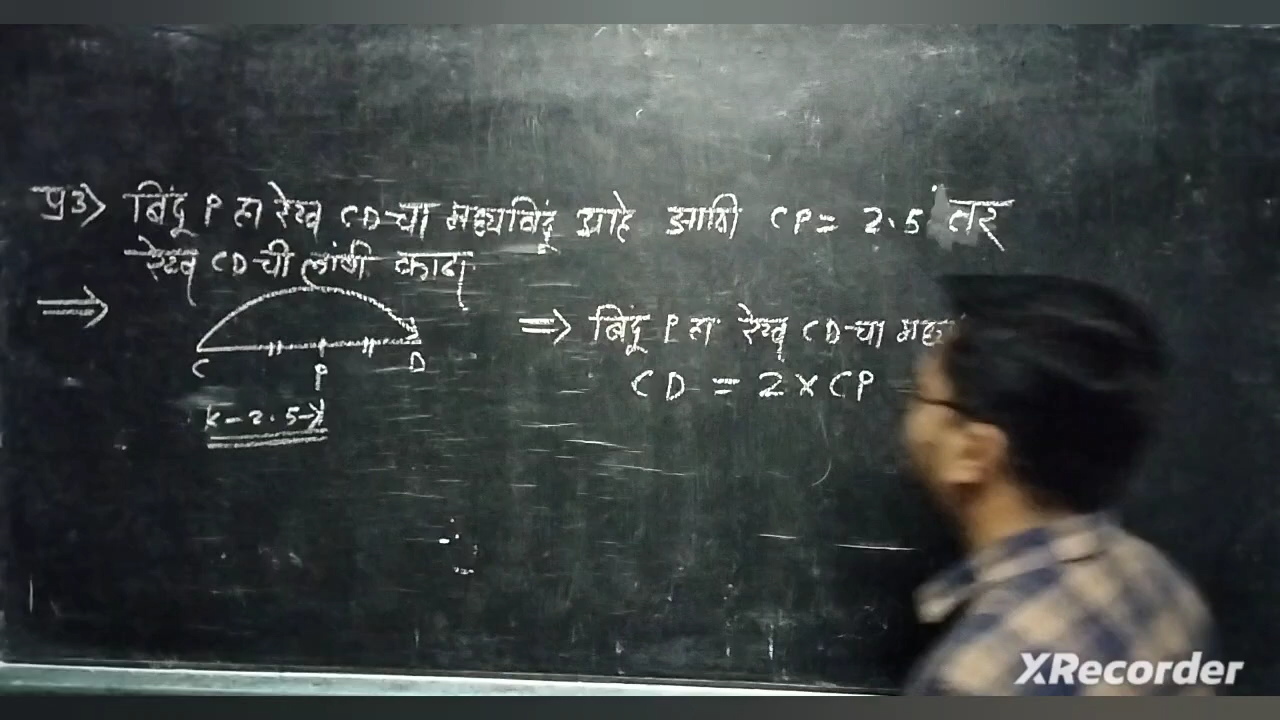 प्र3> बिंदू P हा रेख CD चा मध्यबिंदू आहे आणि CP = 2.5 तर
रेख CD ची लांबी काढा
⇒
C P D
k- 2.5 -x
⇒ बिंदू P हा रेख CD चा
CD = 2 × CP
XRecorder